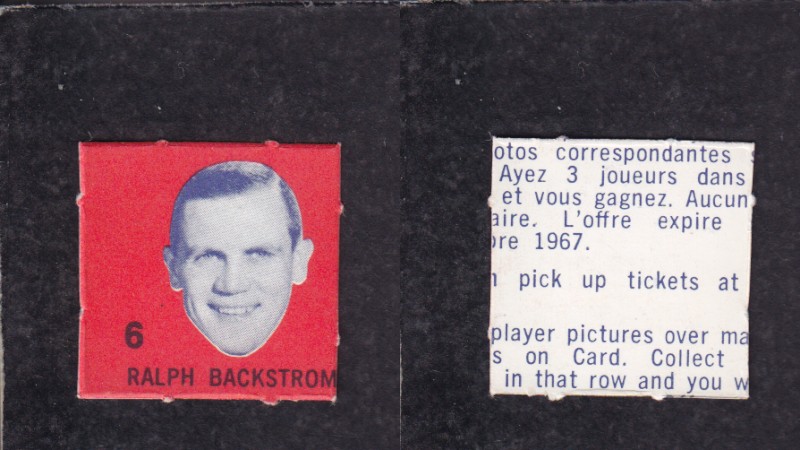 6
RALPH BACKSTROM
otos correspondantes
Ayez 3 joueurs dans
et vous gagnez. Aucun
aire. L'offre expire
bre 1967.
pick up tickets at
player pictures over ma
s on Card. Collect
in that row and you w